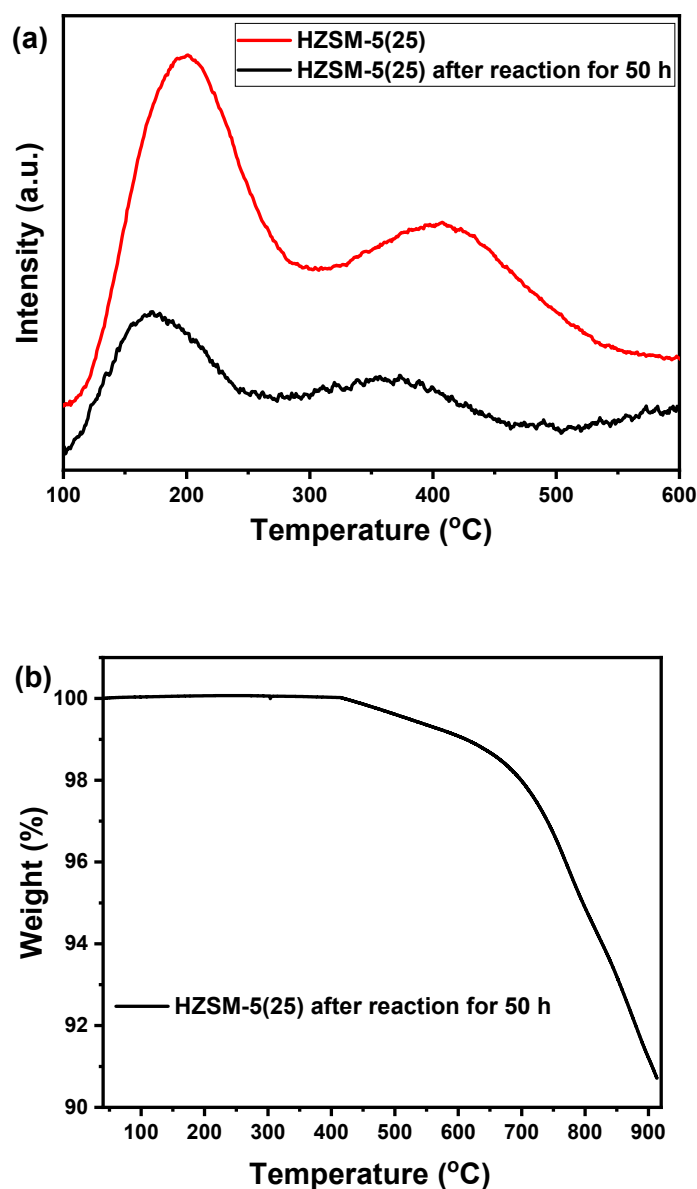 (a)
HZSM-5(25)
HZSM-5(25) after reaction for 50 h
Intensity (a.u.)
100 200 300 400 500 600
Temperature (°C)
(b)
100
98
96
94
92
90
Weight (%)
HZSM-5(25) after reaction for 50 h
100 200 300 400 500 600 700 800 900
Temperature (°C)